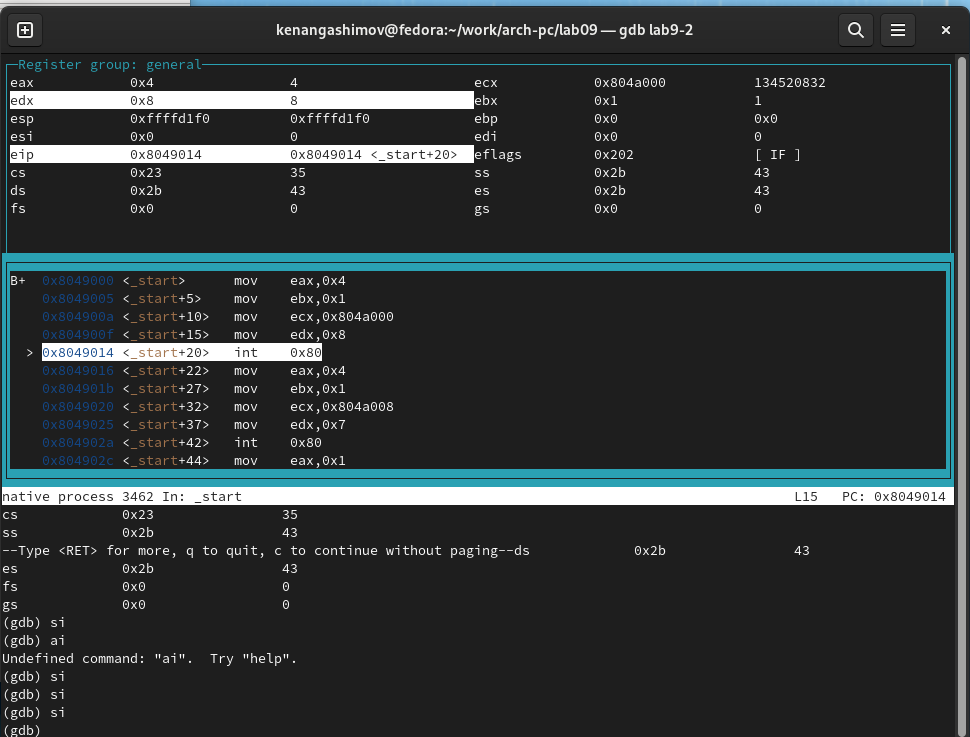 kenangashimov@fedora:~/work/arch-pc/lab09 — gdb lab9-2
Register group: general
eax 0x4 4 ecx 0x804a000 134520832
edx 0x8 8 ebx 0x1 1
esp 0xffffd1f0 0xffffd1f0 ebp 0x0 0x0
esi 0x0 0 edi 0x0 0
eip 0x8049014 0x8049014 <_start+20> eflags 0x202 [ IF ]
cs 0x23 35 ss 0x2b 43
ds 0x2b 43 es 0x2b 43
fs 0x0 0 gs 0x0 0
B+ 0x8049000 <_start> mov eax,0x4
0x8049005 <_start+5> mov ebx,0x1
0x804900a <_start+10> mov ecx,0x804a000
0x804900f <_start+15> mov edx,0x8
> 0x8049014 <_start+20> int 0x80
0x8049016 <_start+22> mov eax,0x4
0x804901b <_start+27> mov ebx,0x1
0x8049020 <_start+32> mov ecx,0x804a008
0x8049025 <_start+37> mov edx,0x7
0x804902a <_start+42> int 0x80
0x804902c <_start+44> mov eax,0x1
native process 3462 In: _start L15 PC: 0x8049014
cs 0x23 35
ss 0x2b 43
--Type <RET> for more, q to quit, c to continue without paging--ds 0x2b 43
es 0x2b 43
fs 0x0 0
gs 0x0 0
(gdb) si
(gdb) ai
Undefined command: "ai".  Try "help".
(gdb) si
(gdb) si
(gdb) si
(gdb)